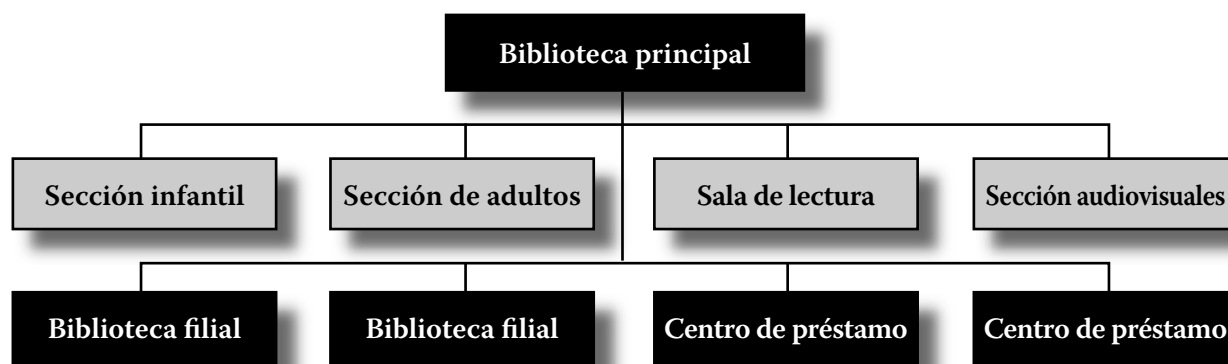 Biblioteca principal
Sección infantil
Sección de adultos
Sala de lectura
Sección audiovisuales
Biblioteca filial
Biblioteca filial
Centro de préstamo
Centro de préstamo